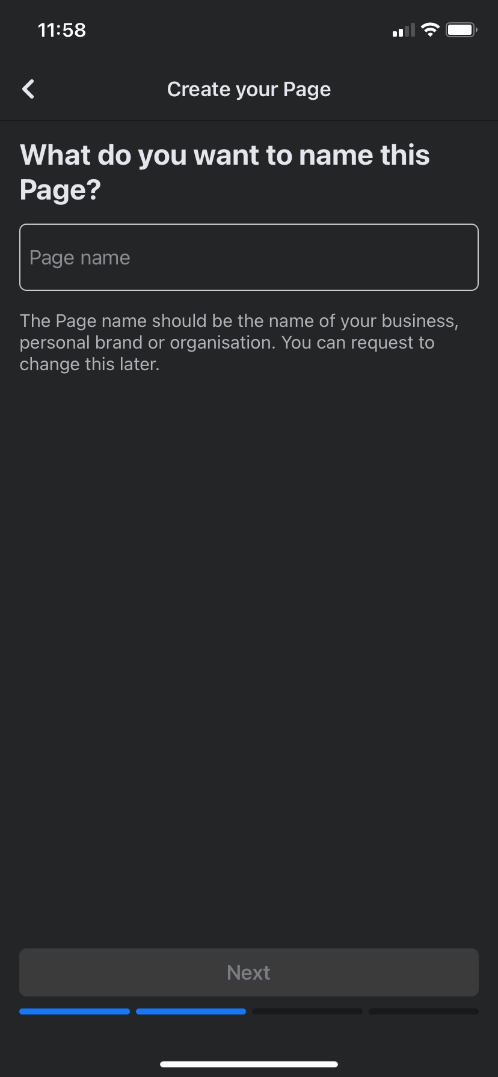 11:58
Create your Page
What do you want to name this
Page?
Page name
The Page name should be the name of your business,
personal brand or organisation. You can request to
change this later.
Next